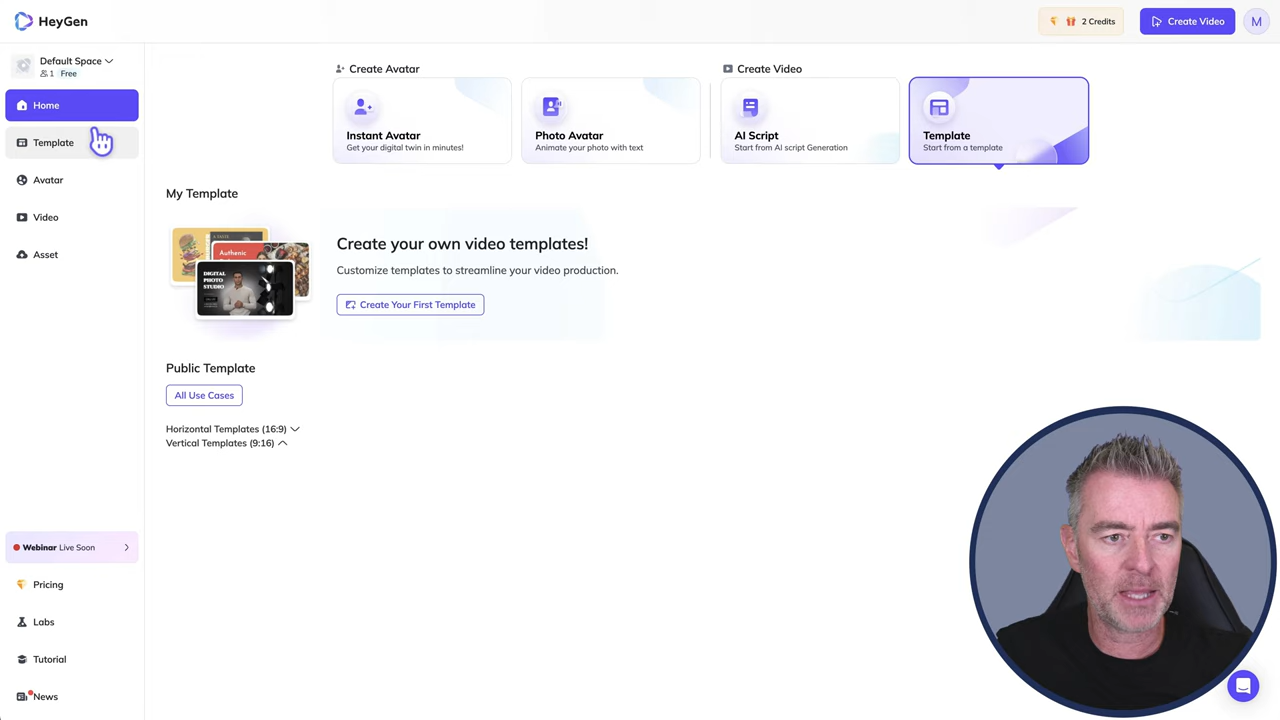 HeyGen
2 Credits
Create Video
M
Default Space
1 Free
Home
Template
Avatar
Video
Asset
Webinar Live Soon
Pricing
Labs
Tutorial
News
Create Avatar
Create Video
Instant Avatar
Get your digital twin in minutes!
Photo Avatar
Animate your photo with text
AI Script
Start from AI script Generation
Template
Start from a template
My Template
Authenic
DIGITAL
PHOTO
STUDIO
Create your own video templates!
Customize templates to streamline your video production.
Create Your First Template
Public Template
All Use Cases
Horizontal Templates (16:9)
Vertical Templates (9:16)